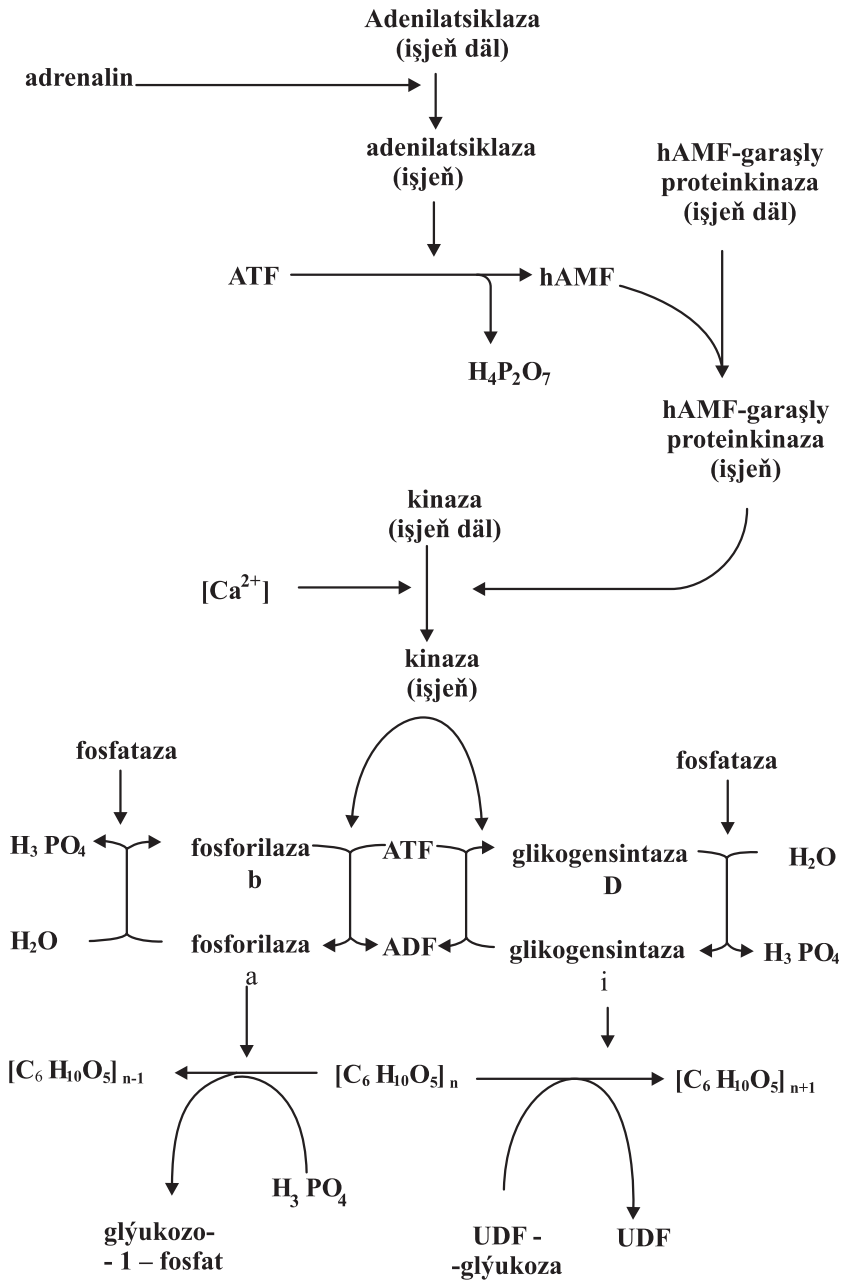 Adenilatsiklaza
(işjeň däl)
adrenalin
adenilatsiklaza
(işjeň)
hAMF-garaşly
proteinkinaza
(işjeň däl)
ATF
hAMF
H₄P₂O₇
hAMF-garaşly
proteinkinaza
(işjeň)
kinaza
(işjeň däl)
[Ca²⁺]
kinaza
(işjeň)
fosfataza
fosfataza
H₃ PO₄
fosforilaza
b
ATF
glikogensintaza
D
H₂O
H₂O
fosforilaza
a
ADF
glikogensintaza
i
H₃ PO₄
[C₆ H₁₀O₅] n-1
[C₆ H₁₀O₅] n
[C₆ H₁₀O₅] n+1
H₃ PO₄
glýukozo-
- 1 – fosfat
UDF -
-glýukoza
UDF